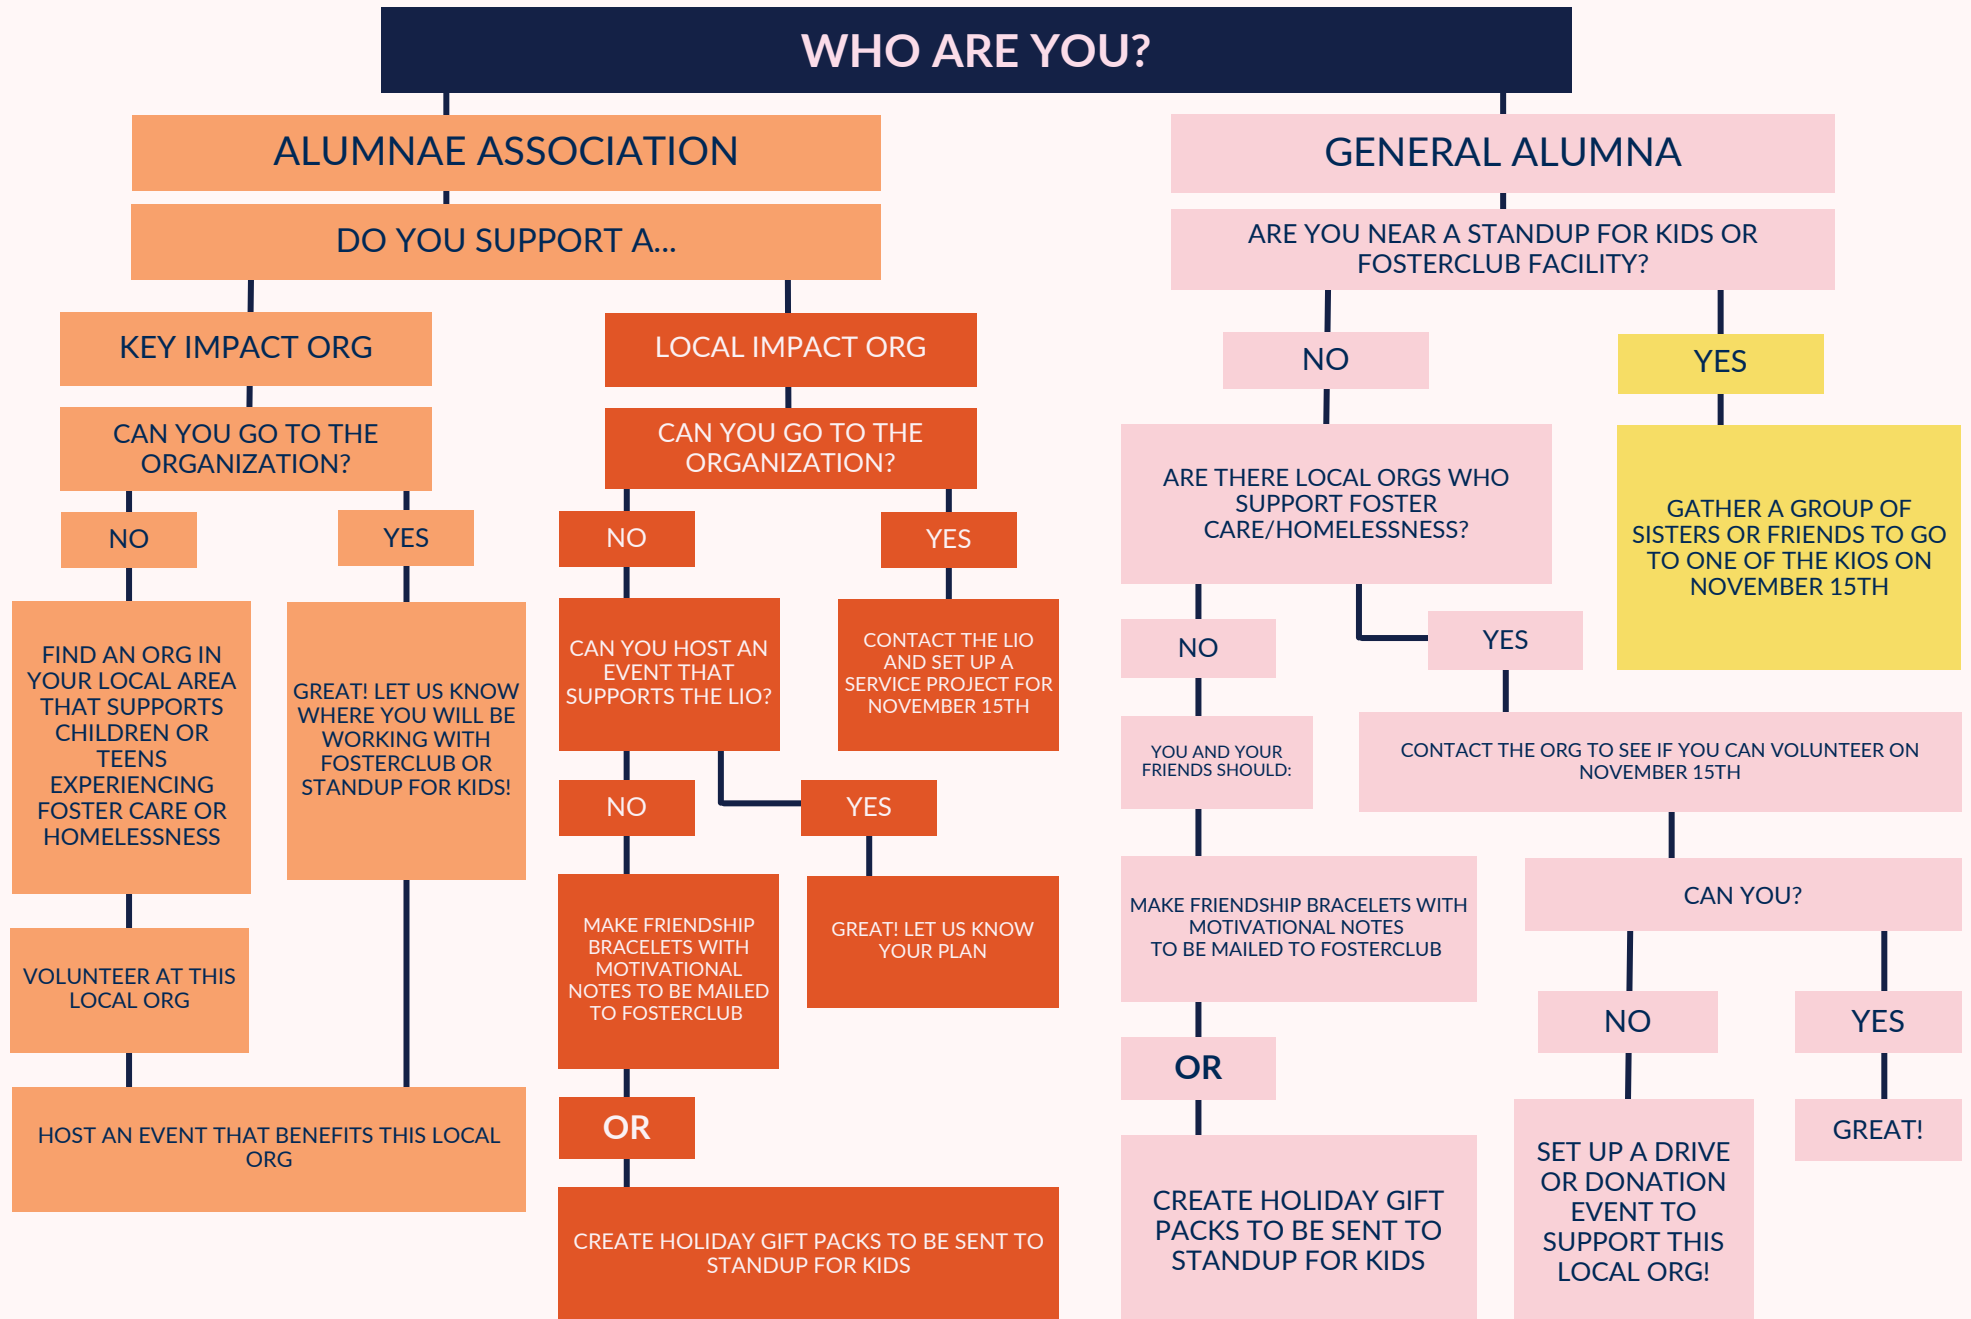 WHO ARE YOU?
ALUMNAE ASSOCIATION
DO YOU SUPPORT A...
KEY IMPACT ORG
CAN YOU GO TO THE
ORGANIZATION?
NO
YES
FIND AN ORG IN
YOUR LOCAL AREA
THAT SUPPORTS
CHILDREN OR
TEENS
EXPERIENCING
FOSTER CARE OR
HOMELESSNESS
GREAT! LET US KNOW
WHERE YOU WILL BE
WORKING WITH
FOSTERCLUB OR
STANDUP FOR KIDS!
VOLUNTEER AT THIS
LOCAL ORG
HOST AN EVENT THAT BENEFITS THIS LOCAL
ORG
LOCAL IMPACT ORG
CAN YOU GO TO THE
ORGANIZATION?
NO
YES
CAN YOU HOST AN
EVENT THAT
SUPPORTS THE LIO?
CONTACT THE LIO
AND SET UP A
SERVICE PROJECT FOR
NOVEMBER 15TH
NO
YES
MAKE FRIENDSHIP
BRACELETS WITH
MOTIVATIONAL
NOTES TO BE MAILED
TO FOSTERCLUB
GREAT! LET US KNOW
YOUR PLAN
OR
CREATE HOLIDAY GIFT PACKS TO BE SENT TO
STANDUP FOR KIDS
GENERAL ALUMNA
ARE YOU NEAR A STANDUP FOR KIDS OR
FOSTERCLUB FACILITY?
NO
YES
ARE THERE LOCAL ORGS WHO
SUPPORT FOSTER
CARE/HOMELESSNESS?
GATHER A GROUP OF
SISTERS OR FRIENDS TO GO
TO ONE OF THE KIOS ON
NOVEMBER 15TH
NO
YES
YOU AND YOUR
FRIENDS SHOULD:
CONTACT THE ORG TO SEE IF YOU CAN VOLUNTEER ON
NOVEMBER 15TH
MAKE FRIENDSHIP BRACELETS WITH
MOTIVATIONAL NOTES
TO BE MAILED TO FOSTERCLUB
CAN YOU?
OR
NO
YES
CREATE HOLIDAY GIFT
PACKS TO BE SENT TO
STANDUP FOR KIDS
SET UP A DRIVE
OR DONATION
EVENT TO
SUPPORT THIS
LOCAL ORG!
GREAT!